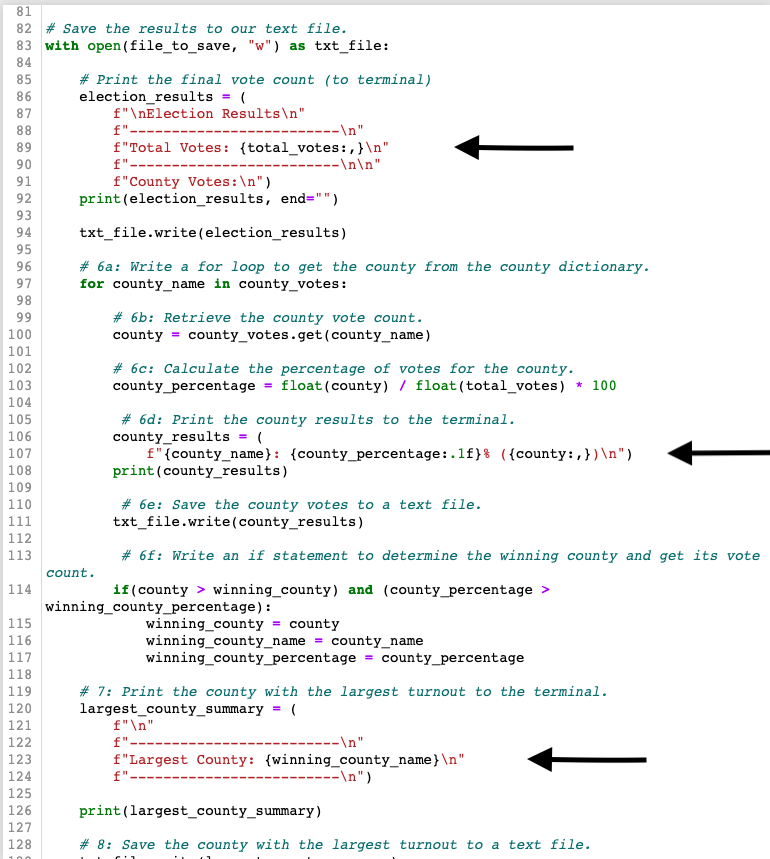 81
82 # Save the results to our text file.
83 with open(file_to_save, "w") as txt_file:
84
85     # Print the final vote count (to terminal)
86     election_results = (
87         f"\nElection Results\n"
88         f"-------------------------\n"
89         f"Total Votes: {total_votes:,}\n"
90         f"-------------------------\n\n"
91         f"County Votes:\n")
92     print(election_results, end="")
93
94     txt_file.write(election_results)
95
96     # 6a: Write a for loop to get the county from the county dictionary.
97     for county_name in county_votes:
98
99         # 6b: Retrieve the county vote count.
100         county = county_votes.get(county_name)
101
102         # 6c: Calculate the percentage of votes for the county.
103         county_percentage = float(county) / float(total_votes) * 100
104
105          # 6d: Print the county results to the terminal.
106         county_results = (
107             f"{county_name}: {county_percentage:.1f}% ({county:,})\n")
108         print(county_results)
109
110          # 6e: Save the county votes to a text file.
111         txt_file.write(county_results)
112
113          # 6f: Write an if statement to determine the winning county and get its vote
count.
114         if(county > winning_county) and (county_percentage >
winning_county_percentage):
115             winning_county = county
116             winning_county_name = county_name
117             winning_county_percentage = county_percentage
118
119     # 7: Print the county with the largest turnout to the terminal.
120     largest_county_summary = (
121         f"\n"
122         f"-------------------------\n"
123         f"Largest County: {winning_county_name}\n"
124         f"-------------------------\n")
125
126     print(largest_county_summary)
127
128     # 8: Save the county with the largest turnout to a text file.